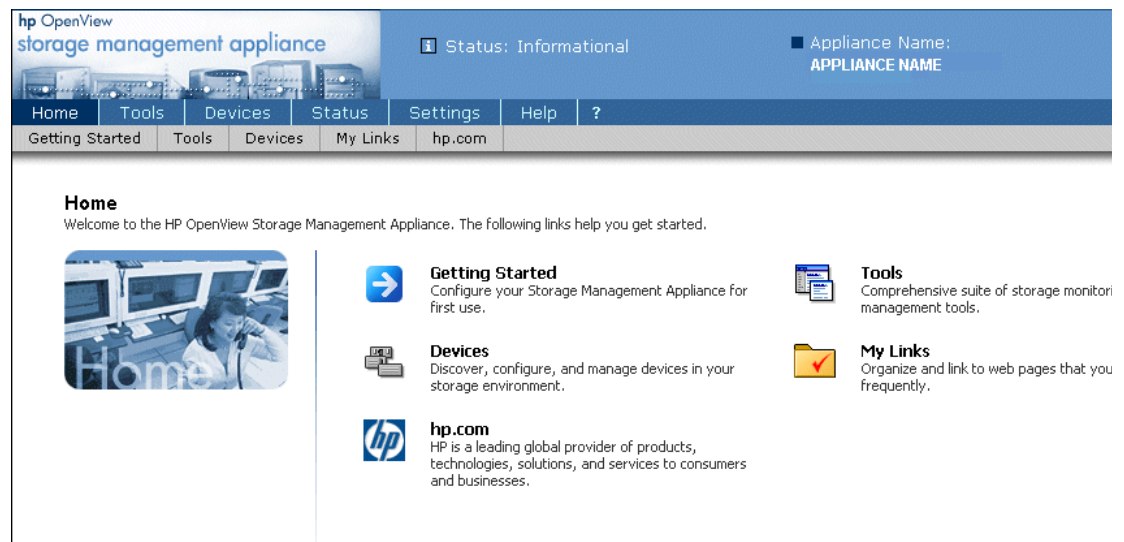 hp OpenView
storage management appliance
i Status: Informational
Appliance Name:
APPLIANCE NAME
Home Tools Devices Status Settings Help ?
Getting Started Tools Devices My Links hp.com
Home
Welcome to the HP OpenView Storage Management Appliance. The following links help you get started.
Home
Getting Started
Configure your Storage Management Appliance for
first use.
Tools
Comprehensive suite of storage monitori
management tools.
Devices
Discover, configure, and manage devices in your
storage environment.
My Links
Organize and link to web pages that you
frequently.
hp
hp.com
HP is a leading global provider of products,
technologies, solutions, and services to consumers
and businesses.